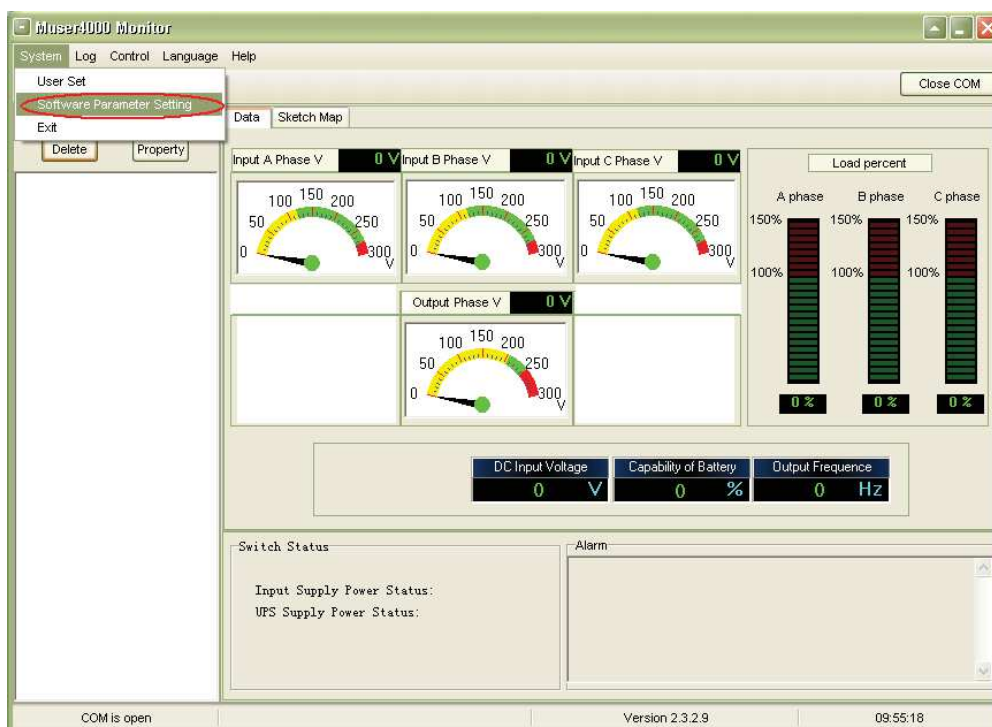 Muser4000 Monitor
System Log Control Language Help
User Set
Software Parameter Setting
Exit
Close COM
Delete Property
Data Sketch Map
Input A Phase V 0 V Input B Phase V 0 V Input C Phase V 0 V
0 50 100 150 200 250 300 V
0 50 100 150 200 250 300 V
0 50 100 150 200 250 300 V
Output Phase V 0 V
0 50 100 150 200 250 300 V
Load percent
A phase B phase C phase
150% 150% 150%
100% 100% 100%
0 % 0 % 0 %
DC Input Voltage Capability of Battery Output Frequence
0 V 0 % 0 Hz
Switch Status
Input Supply Power Status:
UPS Supply Power Status:
Alarm
COM is open Version 2.3.2.9 09:55:18